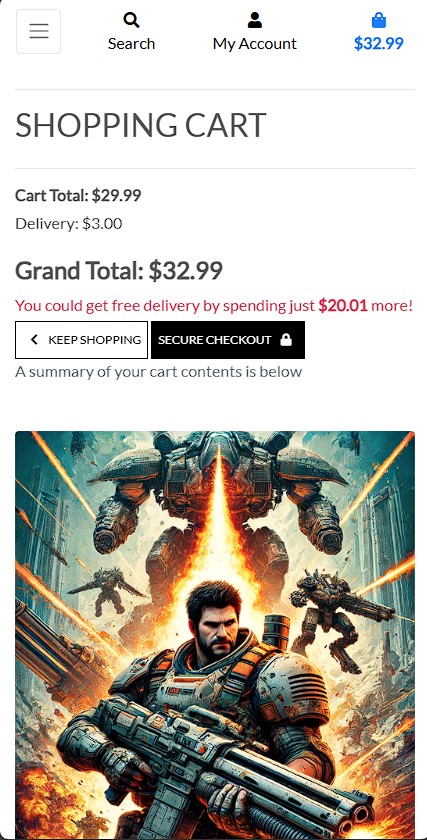 Search
My Account
$32.99
SHOPPING CART
Cart Total: $29.99
Delivery: $3.00
Grand Total: $32.99
You could get free delivery by spending just $20.01 more!
KEEP SHOPPING
SECURE CHECKOUT
A summary of your cart contents is below